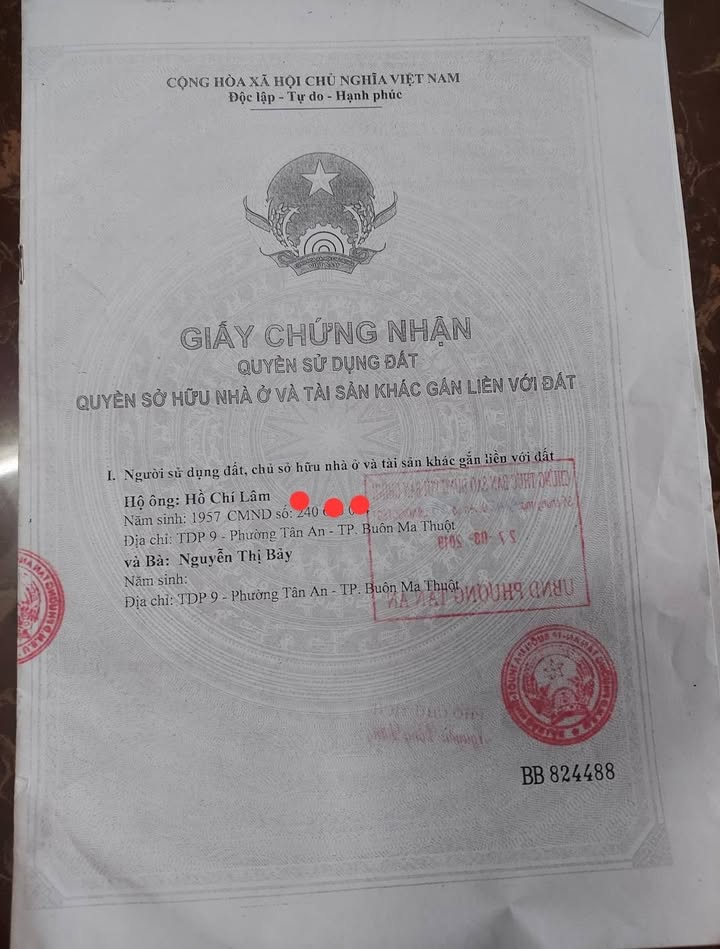 CỘNG HÒA XÃ HỘI CHỦ NGHĨA VIỆT NAM
Độc lập - Tự do - Hạnh phúc
VIỆT NAM
GIẤY CHỨNG NHẬN
QUYỀN SỬ DỤNG ĐẤT
QUYỀN SỞ HỮU NHÀ Ở VÀ TÀI SẢN KHÁC GẮN LIỀN VỚI ĐẤT
I. Người sử dụng đất, chủ sở hữu nhà ở và tài sản khác gắn liền với đất
Hộ ông: Hồ Chí Lâm
Năm sinh: 1957 CMND số: 240
Địa chỉ: TDP 9 - Phường Tân An - TP. Buôn Ma Thuột
và Bà: Nguyễn Thị Bảy
Năm sinh:
Địa chỉ: TDP 9 - Phường Tân An - TP. Buôn Ma Thuột
UBND PHƯỜNG TÂN AN
BB 824488